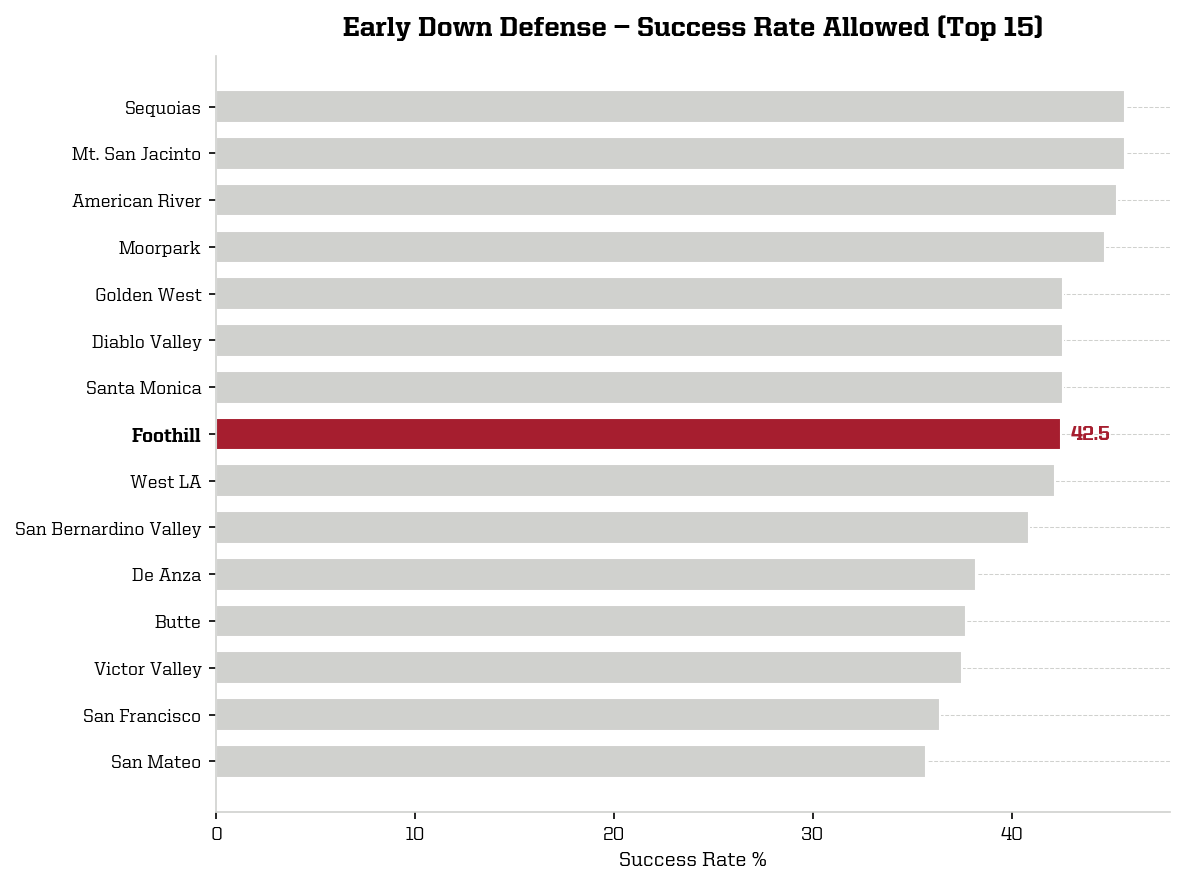 Early Down Defense – Success Rate Allowed (Top 15)
Sequoias
Mt. San Jacinto
American River
Moorpark
Golden West
Diablo Valley
Santa Monica
Foothill 42.5
West LA
San Bernardino Valley
De Anza
Butte
Victor Valley
San Francisco
San Mateo
0 10 20 30 40
Success Rate %